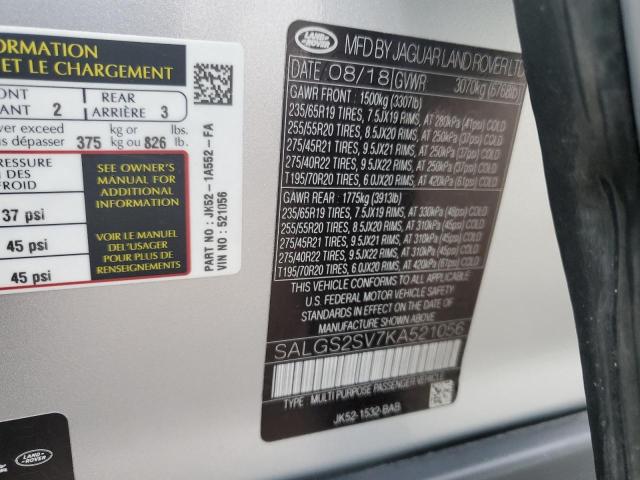 FORMATION
ET LE CHARGEMENT
ONT
ANT 2
REAR
ARRIÈRE 3
ver exceed
is dépasser 375 kg or
kg ou 826 lbs.
lb.
RESSURE
ON DES
FROID
37 psi
45 psi
45 psi
SEE OWNER'S
MANUAL FOR
ADDITIONAL
INFORMATION
VOIR LE MANUEL
DEL'USAGER
POUR PLUS DE
RENSEIGNEMENTS
PART NO.: JK52-1A552-FA
VIN NO : 521056
LAND ROVER
MFD BY JAGUAR LAND ROVER LTD
DATE 08/18 GVWR 3070kg (6768lb)
GAWR FRONT : 1500kg (3307lb)
235/65R19 TIRES, 7.5JX19 RIMS, AT 280kPa (41psi) COLD
255/55R20 TIRES, 8.5JX20 RIMS, AT 250kPa (37psi) COLD
275/45R21 TIRES, 9.5JX21 RIMS, AT 250kPa (37psi) COLD
275/40R22 TIRES, 9.5JX22 RIMS, AT 250kPa (37psi) COLD
T195/70R20 TIRES, 6.0JX20 RIMS, AT 420kPa (61psi) COLD
GAWR REAR : 1775kg (3913lb)
235/65R19 TIRES, 7.5JX19 RIMS, AT 330kPa (48psi) COLD
255/55R20 TIRES, 8.5JX20 RIMS, AT 310kPa (45psi) COLD
275/45R21 TIRES, 9.5JX21 RIMS, AT 310kPa (45psi) COLD
275/40R22 TIRES, 9.5JX22 RIMS, AT 310kPa (45psi) COLD
T195/70R20 TIRES, 6.0JX20 RIMS, AT 420kPa (61psi) COLD
THIS VEHICLE CONFORMS TO ALL APPLICABLE
U.S. FEDERAL MOTOR VEHICLE SAFETY
STANDARDS IN EFFECT ON THE DATE OF
MANUFACTURE SHOWN ABOVE.
SALGS2SV7KA521056
TYPE: MULTI PURPOSE PASSENGER VEHICLE
JK52-1532-BAB
LAND ROVER